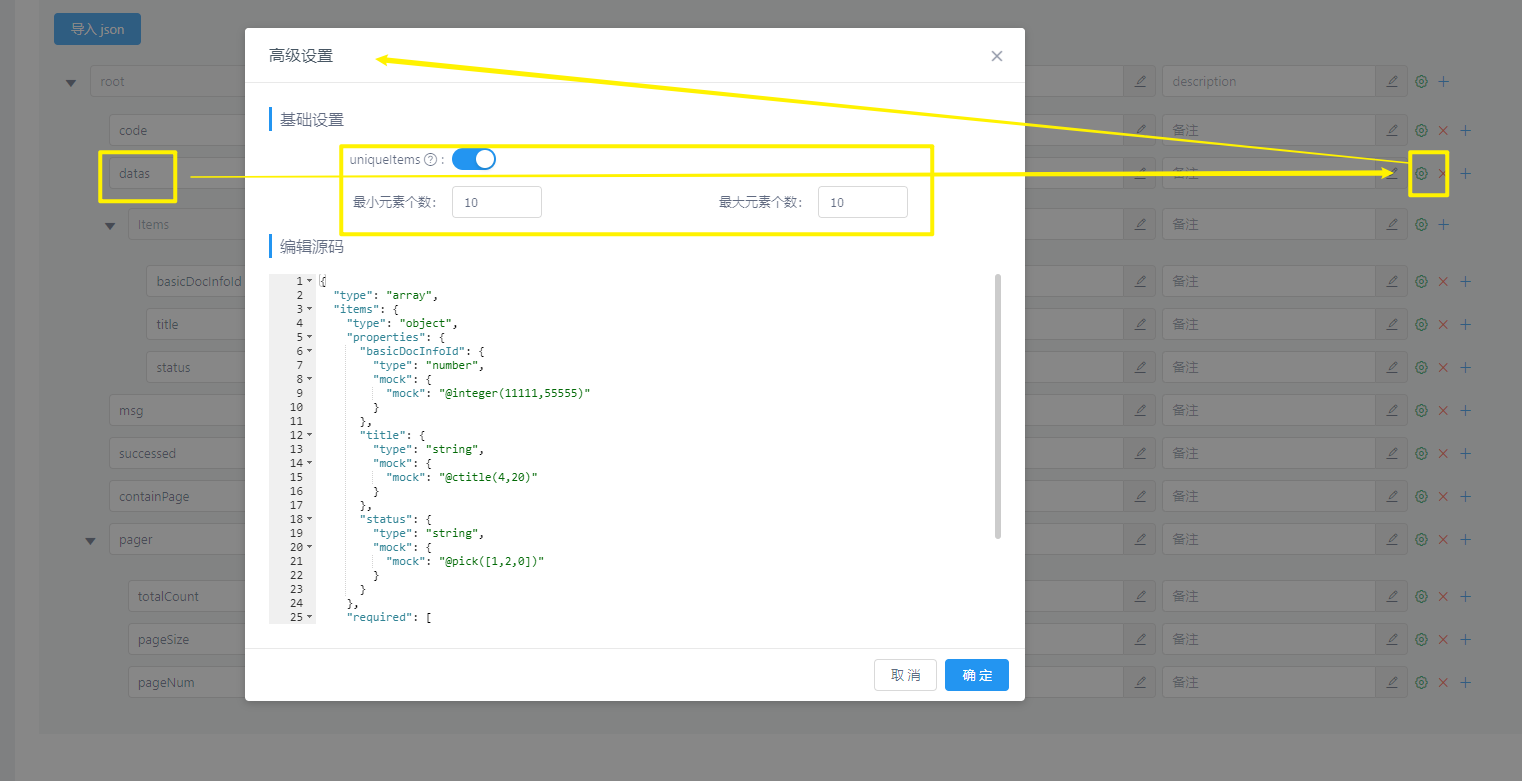 导入 json
高级设置
root
description
基础设置
code
备注
uniqueItems ? :
datas
备注
最小元素个数: 10 最大元素个数: 10
Items
备注
编辑源码
basicDocInfoId
备注
title
备注
status
备注
msg
备注
successed
备注
containPage
备注
pager
备注
totalCount
备注
pageSize
备注
pageNum
备注
1 {
2 "type": "array",
3 "items": {
4 "type": "object",
5 "properties": {
6 "basicDocInfoId": {
7 "type": "number",
8 "mock": {
9 "mock": "@integer(11111,55555)"
10 }
11 },
12 "title": {
13 "type": "string",
14 "mock": {
15 "mock": "@ctitle(4,20)"
16 }
17 },
18 "status": {
19 "type": "string",
20 "mock": {
21 "mock": "@pick([1,2,0])"
22 }
23 }
24 },
25 "required": [
取 消 确 定